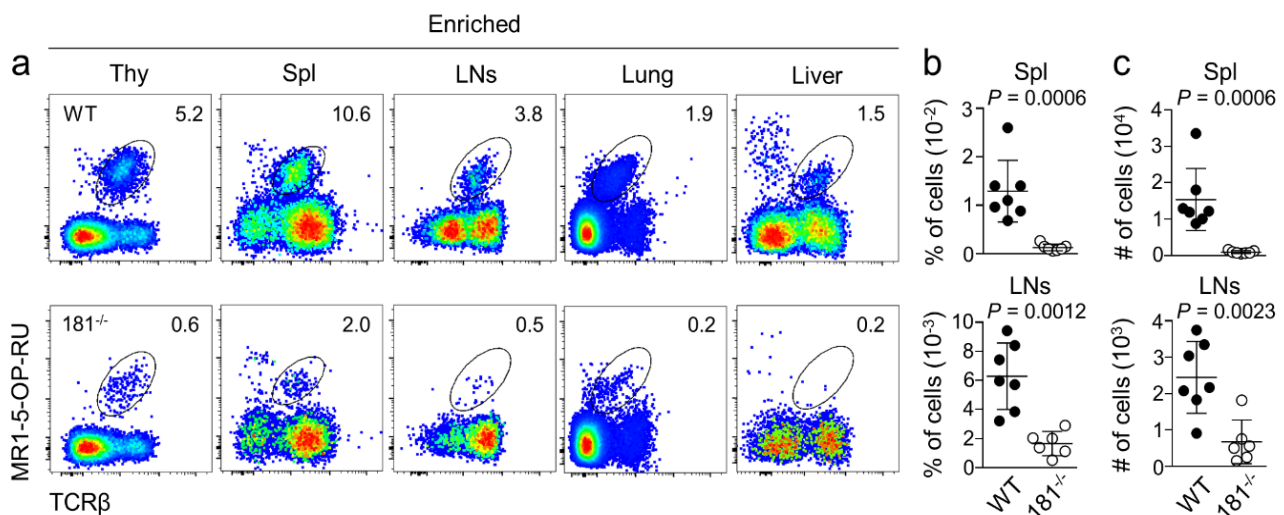 Enriched
a
Thy Spl LNs Lung Liver
WT 5.2 10.6 3.8 1.9 1.5
181⁻/⁻ 0.6 2.0 0.5 0.2 0.2
MR1-5-OP-RU
TCRβ
b
Spl
P = 0.0006
% of cells (10⁻²)
3
2
1
0
LNs
P = 0.0012
% of cells (10⁻³)
10
8
6
4
2
0
WT 181⁻/⁻
c
Spl
P = 0.0006
# of cells (10⁴)
4
3
2
1
0
LNs
P = 0.0023
# of cells (10³)
4
3
2
1
0
WT 181⁻/⁻